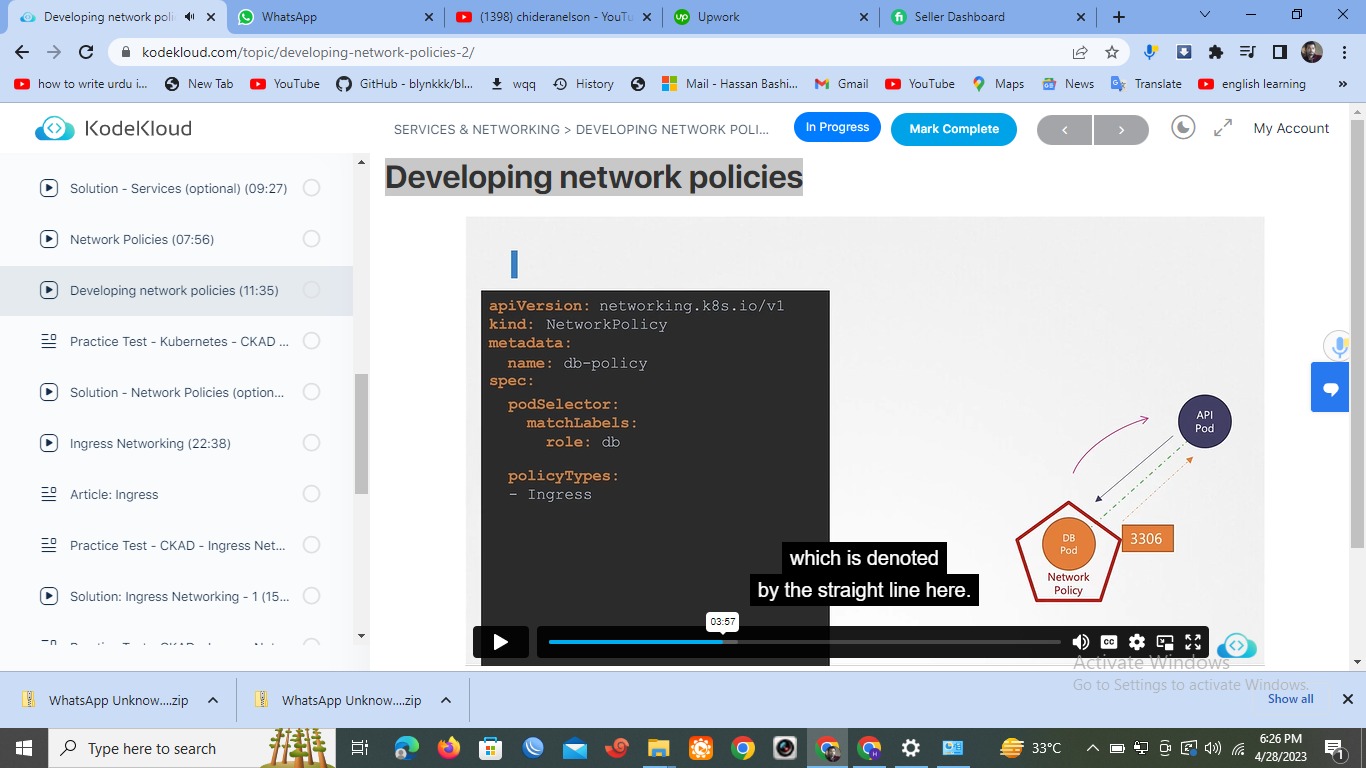 Developing network poli
WhatsApp
(1398) chideranelson - YouTu
Upwork
Seller Dashboard
kodekloud.com/topic/developing-network-policies-2/
how to write urdu i...
New Tab
YouTube
GitHub - blynkkk/bl...
wqq
History
Mail - Hassan Bashi...
Gmail
YouTube
Maps
News
Translate
english learning
KodeKloud
SERVICES & NETWORKING > DEVELOPING NETWORK POLI...
In Progress
Mark Complete
My Account
Solution - Services (optional) (09:27)
Network Policies (07:56)
Developing network policies (11:35)
Practice Test - Kubernetes - CKAD ...
Solution - Network Policies (option...
Ingress Networking (22:38)
Article: Ingress
Practice Test - CKAD - Ingress Net...
Solution: Ingress Networking - 1 (15...
Developing network policies
apiVersion: networking.k8s.io/v1
kind: NetworkPolicy
metadata:
name: db-policy
spec:
podSelector:
matchLabels:
role: db
policyTypes:
- Ingress
API
Pod
DB
Pod
Network
Policy
3306
which is denoted
by the straight line here.
03:57
CC
Activate Windows
Go to Settings to activate Windows.
WhatsApp Unknow....zip
WhatsApp Unknow....zip
Show all
Type here to search
33°C
6:26 PM
4/28/2023
1